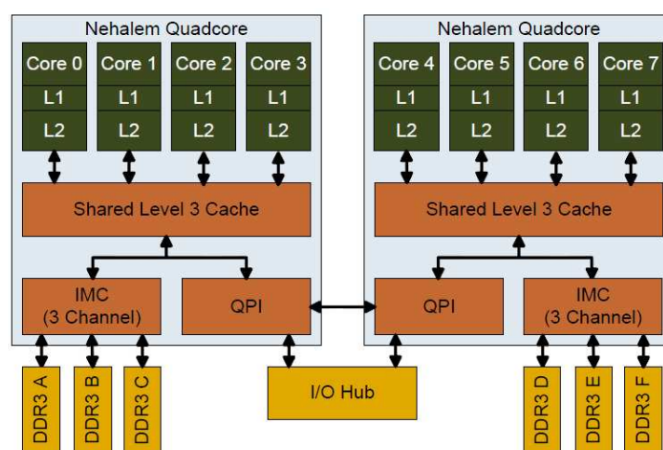 Nehalem Quadcore
Core 0 Core 1 Core 2 Core 3
L1 L1 L1 L1
L2 L2 L2 L2
Shared Level 3 Cache
IMC
(3 Channel)
QPI
DDR3 A
DDR3 B
DDR3 C
Nehalem Quadcore
Core 4 Core 5 Core 6 Core 7
L1 L1 L1 L1
L2 L2 L2 L2
Shared Level 3 Cache
QPI
IMC
(3 Channel)
I/O Hub
DDR3 D
DDR3 E
DDR3 F